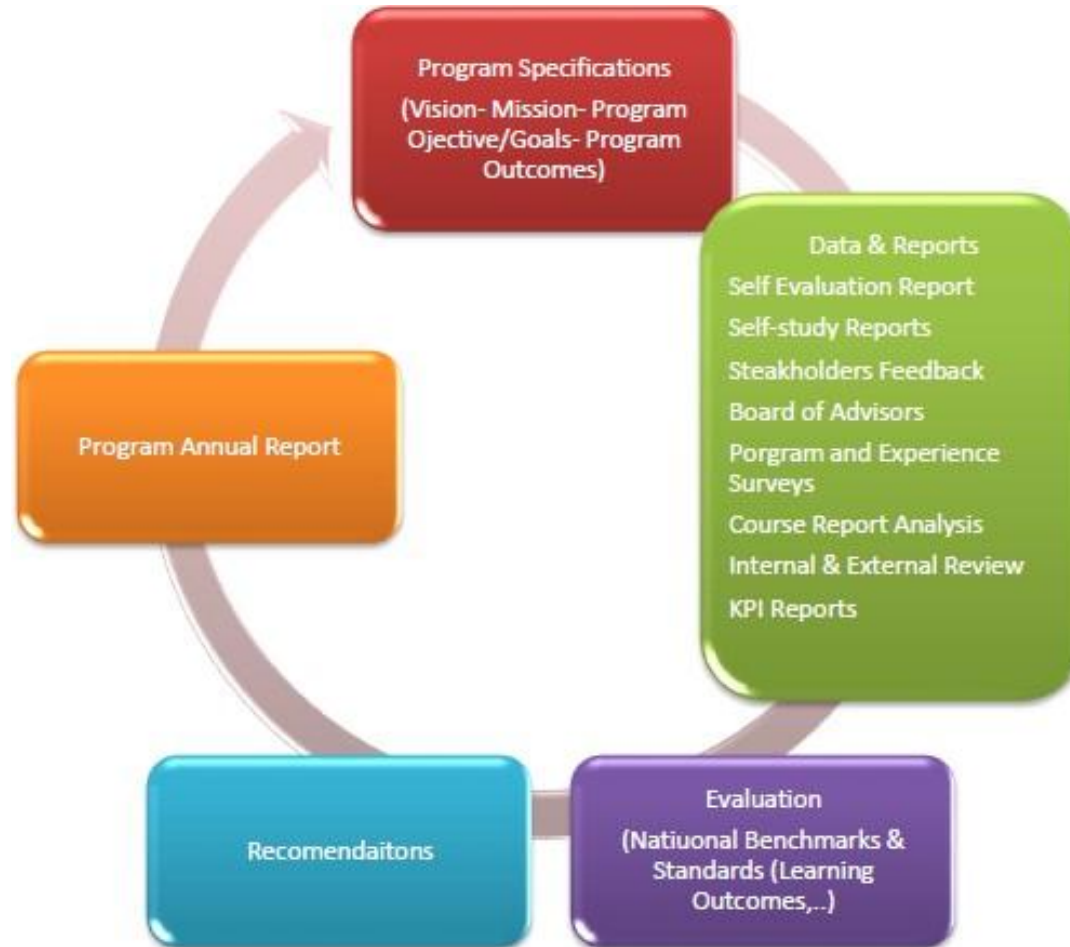 Program Specifications
(Vision- Mission- Program
Ojective/Goals- Program
Outcomes)
Data & Reports
Self Evaluation Report
Self-study Reports
Steakholders Feedback
Board of Advisors
Porgram and Experience
Surveys
Course Report Analysis
Internal & External Review
KPI Reports
Evaluation
(Natiuonal Benchmarks &
Standards (Learning
Outcomes,..)
Recomendaitons
Program Annual Report